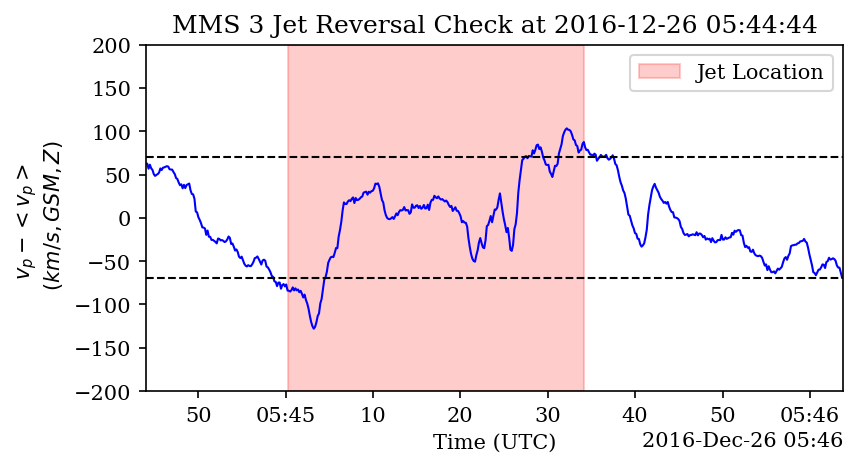 MMS 3 Jet Reversal Check at 2016-12-26 05:44:44
200
150
100
50
0
−50
−100
−150
−200
v_p − <v_p>
(km/s, GSM, Z)
Jet Location
50 05:45 10 20 30 40 50 05:46
Time (UTC)
2016-Dec-26 05:46